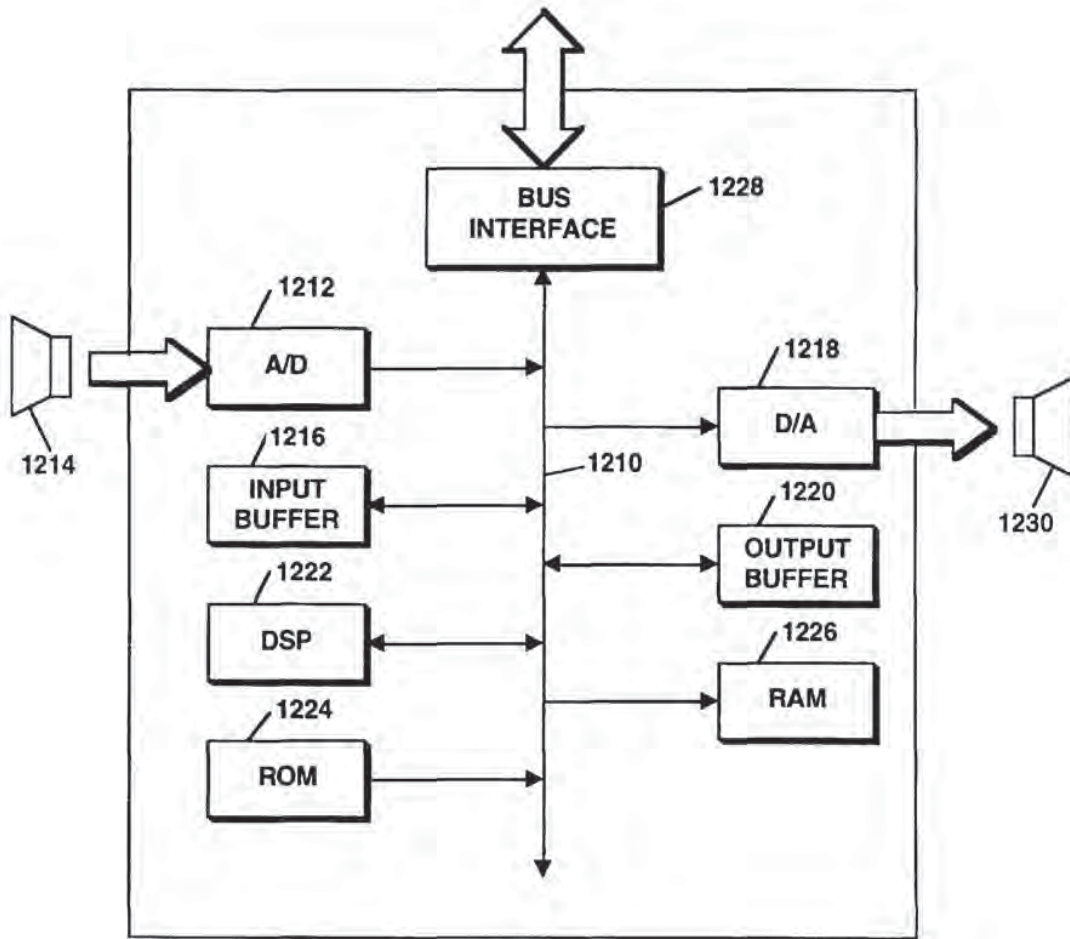 BUS
INTERFACE
1228
1212
A/D
1214
1218
D/A
1216
INPUT
BUFFER
1210
1220
OUTPUT
BUFFER
1230
1222
DSP
1226
RAM
1224
ROM